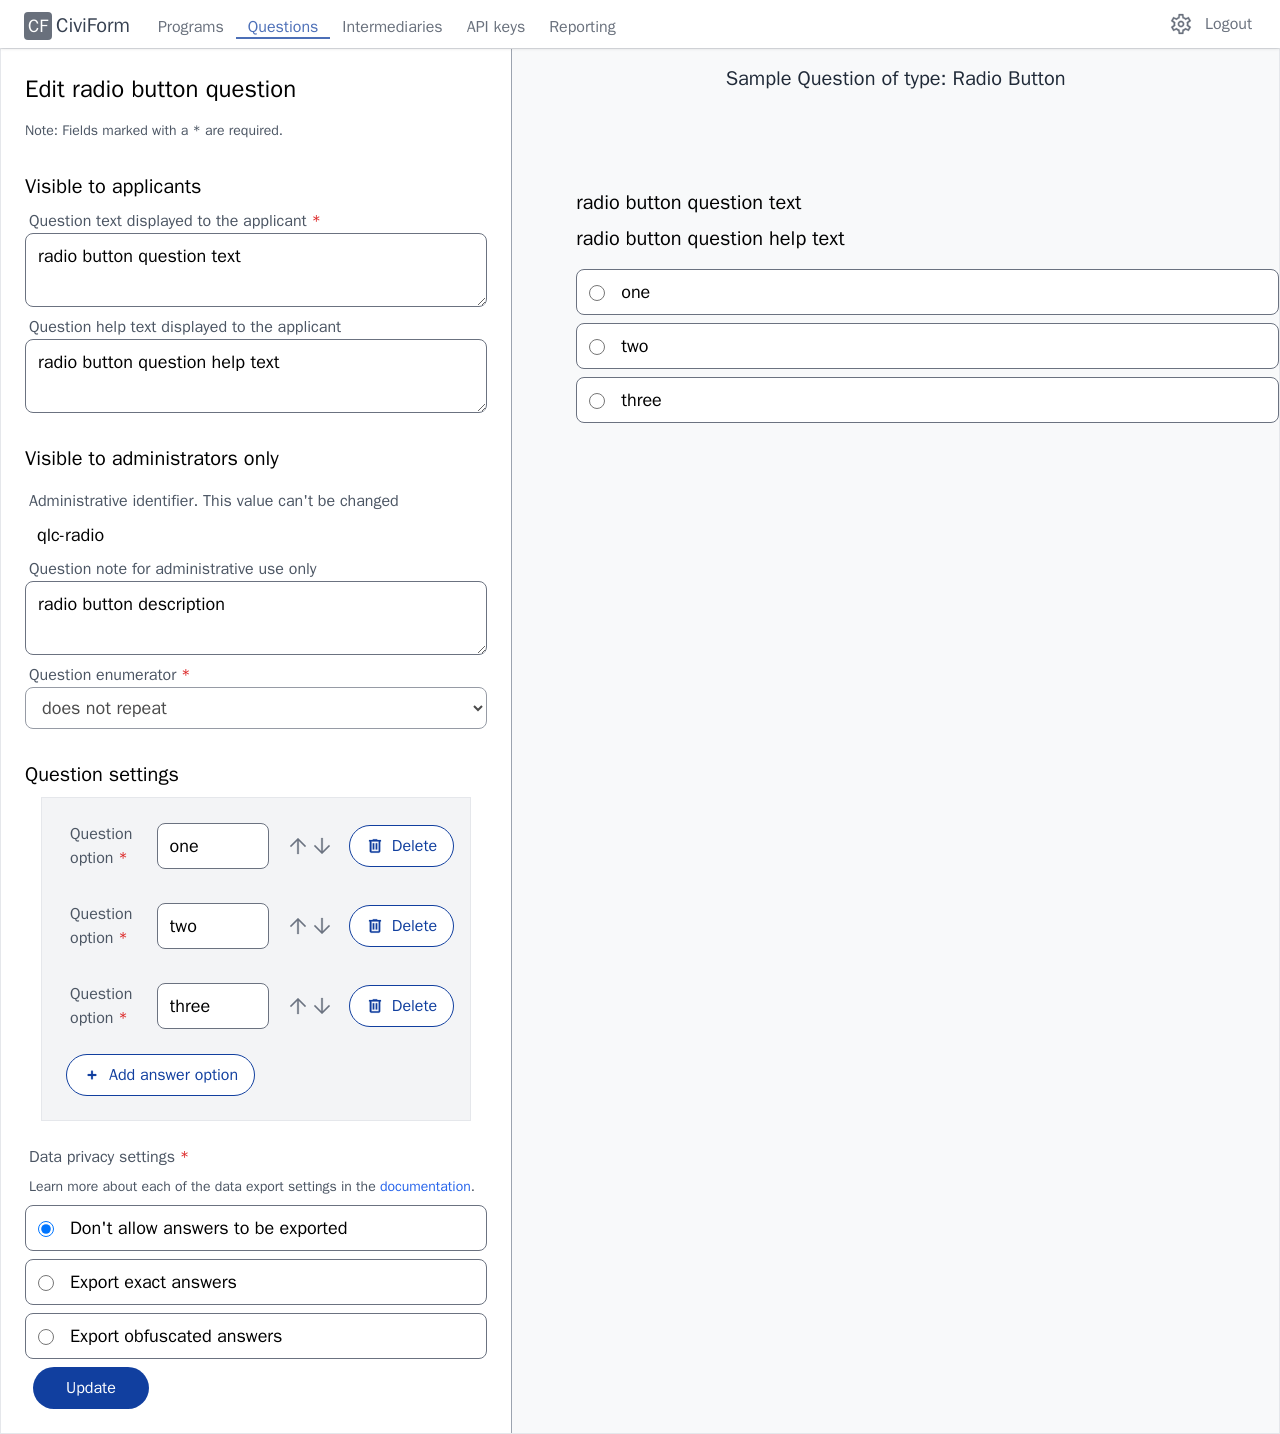 CF CiviForm Programs Questions Intermediaries API keys Reporting Logout
Edit radio button question
Note: Fields marked with a * are required.
Visible to applicants
Question text displayed to the applicant *
radio button question text
Question help text displayed to the applicant
radio button question help text
Visible to administrators only
Administrative identifier. This value can't be changed
qlc-radio
Question note for administrative use only
radio button description
Question enumerator *
does not repeat
Question settings
Question
option *
one
Delete
Question
option *
two
Delete
Question
option *
three
Delete
+ Add answer option
Data privacy settings *
Learn more about each of the data export settings in the documentation.
Don't allow answers to be exported
Export exact answers
Export obfuscated answers
Update
Sample Question of type: Radio Button
radio button question text
radio button question help text
one
two
three